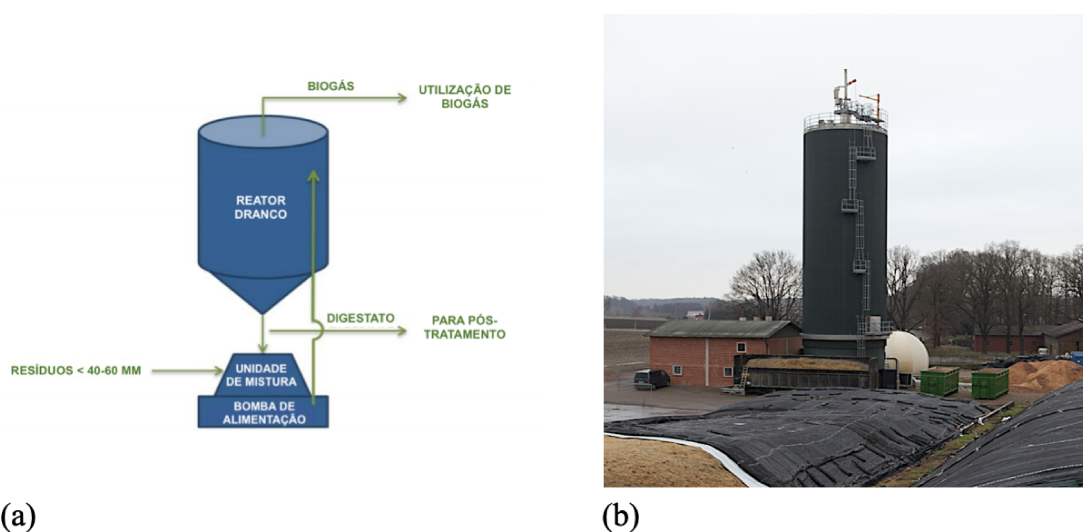 BIOGÁS
UTILIZAÇÃO DE
BIOGÁS
REATOR
DRANCO
DIGESTATO
PARA PÓS-
TRATAMENTO
RESÍDUOS < 40-60 MM
UNIDADE
DE MISTURA
BOMBA DE
ALIMENTAÇÃO
(a)
(b)